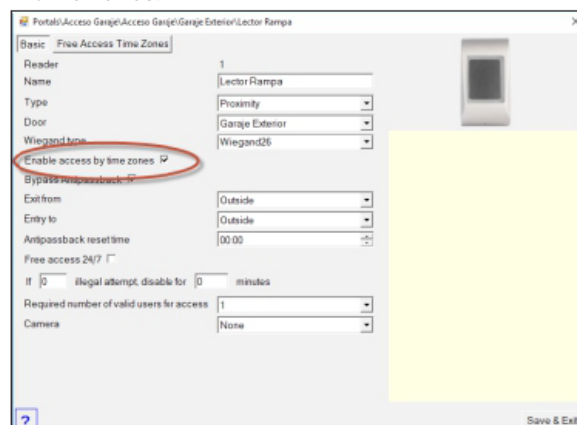 Portals\Acceso Garaje\Acceso Garaje\Garaje Exterior\Lector Rampa
Basic Free Access Time Zones
Reader 1
Name Lector Rampa
Type Proximity
Door Garaje Exterior
Wiegand type Wiegand26
Enable access by time zones
Bypass Antipassback
Exit from Outside
Entry to Outside
Antipassback reset time 00:00
Free access 24/7
If 0 illegal attempt, disable for 0 minutes
Required number of valid users for access 1
Camera None
? Save & Exit